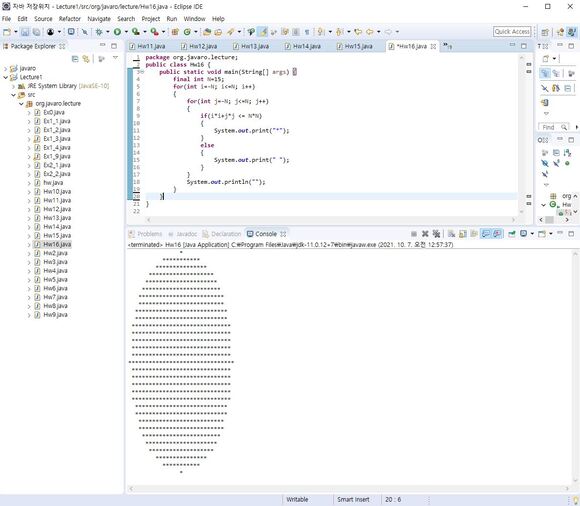 자바 저장위치 - Lecture1/src/org/javaro/lecture/Hw16.java - Eclipse IDE
File Edit Source Refactor Navigate Search Project Run Window Help
Quick Access
Package Explorer
javaro
Lecture1
JRE System Library [JavaSE-10]
src
org.javaro.lecture
Ex0.java
Ex1_1.java
Ex1_2.java
Ex1_3.java
Ex1_4.java
Ex1_9.java
Ex2_1.java
Ex2_2.java
hw.java
Hw10.java
Hw11.java
Hw12.java
Hw13.java
Hw14.java
Hw15.java
Hw16.java
Hw2.java
Hw3.java
Hw4.java
Hw5.java
Hw6.java
Hw7.java
Hw8.java
Hw9.java
Hw11.java Hw12.java Hw13.java Hw14.java Hw15.java *Hw16.java
1 package org.javaro.lecture;
2 public class Hw16 {
3 public static void main(String[] args) {
4 final int N=15;
5 for(int i=-N; i<=N; i++)
6 {
7 for(int j=-N; j<=N; j++)
8 {
9 if(i*i+j*j <= N*N)
10 {
11 System.out.print("*");
12 }
13 else
14 {
15 System.out.print(" ");
16 }
17 }
18 System.out.println("");
19 }
20 }
21 }
22
Find
org
Hw
Problems Javadoc Declaration Console
<terminated> Hw16 [Java Application] C:₩Program Files₩Java₩jdk-11.0.12+7₩bin₩javaw.exe (2021. 10. 7. 오전 12:57:37)
Writable Smart Insert 20 : 6